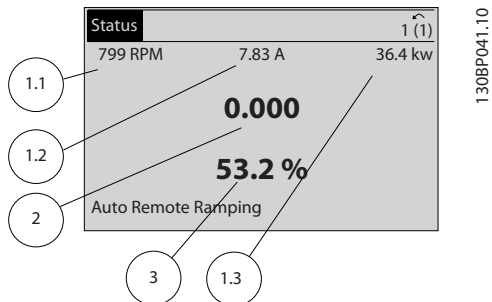 Status
1 (1)
799 RPM 7.83 A 36.4 kw
0.000
53.2 %
Auto Remote Ramping
1.1
1.2
2
3
1.3
130BP041.10